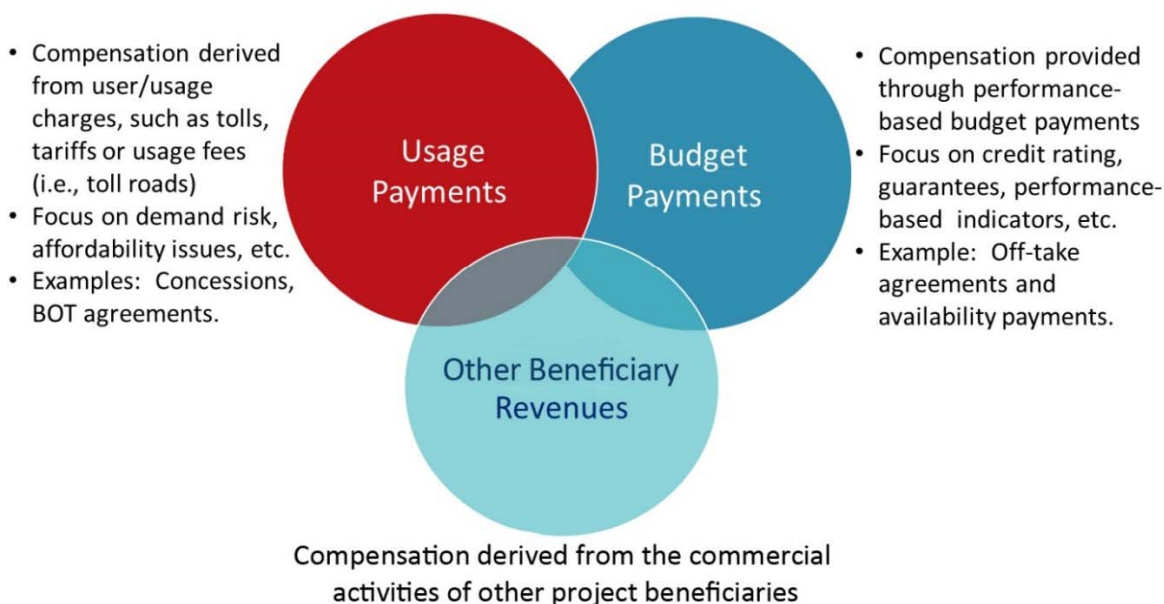 • Compensation derived
from user/usage
charges, such as tolls,
tariffs or usage fees
(i.e., toll roads)
• Focus on demand risk,
affordability issues, etc.
• Examples: Concessions,
BOT agreements.
Usage
Payments
Budget
Payments
Other Beneficiary
Revenues
• Compensation provided
through performance-
based budget payments
• Focus on credit rating,
guarantees, performance-
based indicators, etc.
• Example: Off-take
agreements and
availability payments.
Compensation derived from the commercial
activities of other project beneficiaries